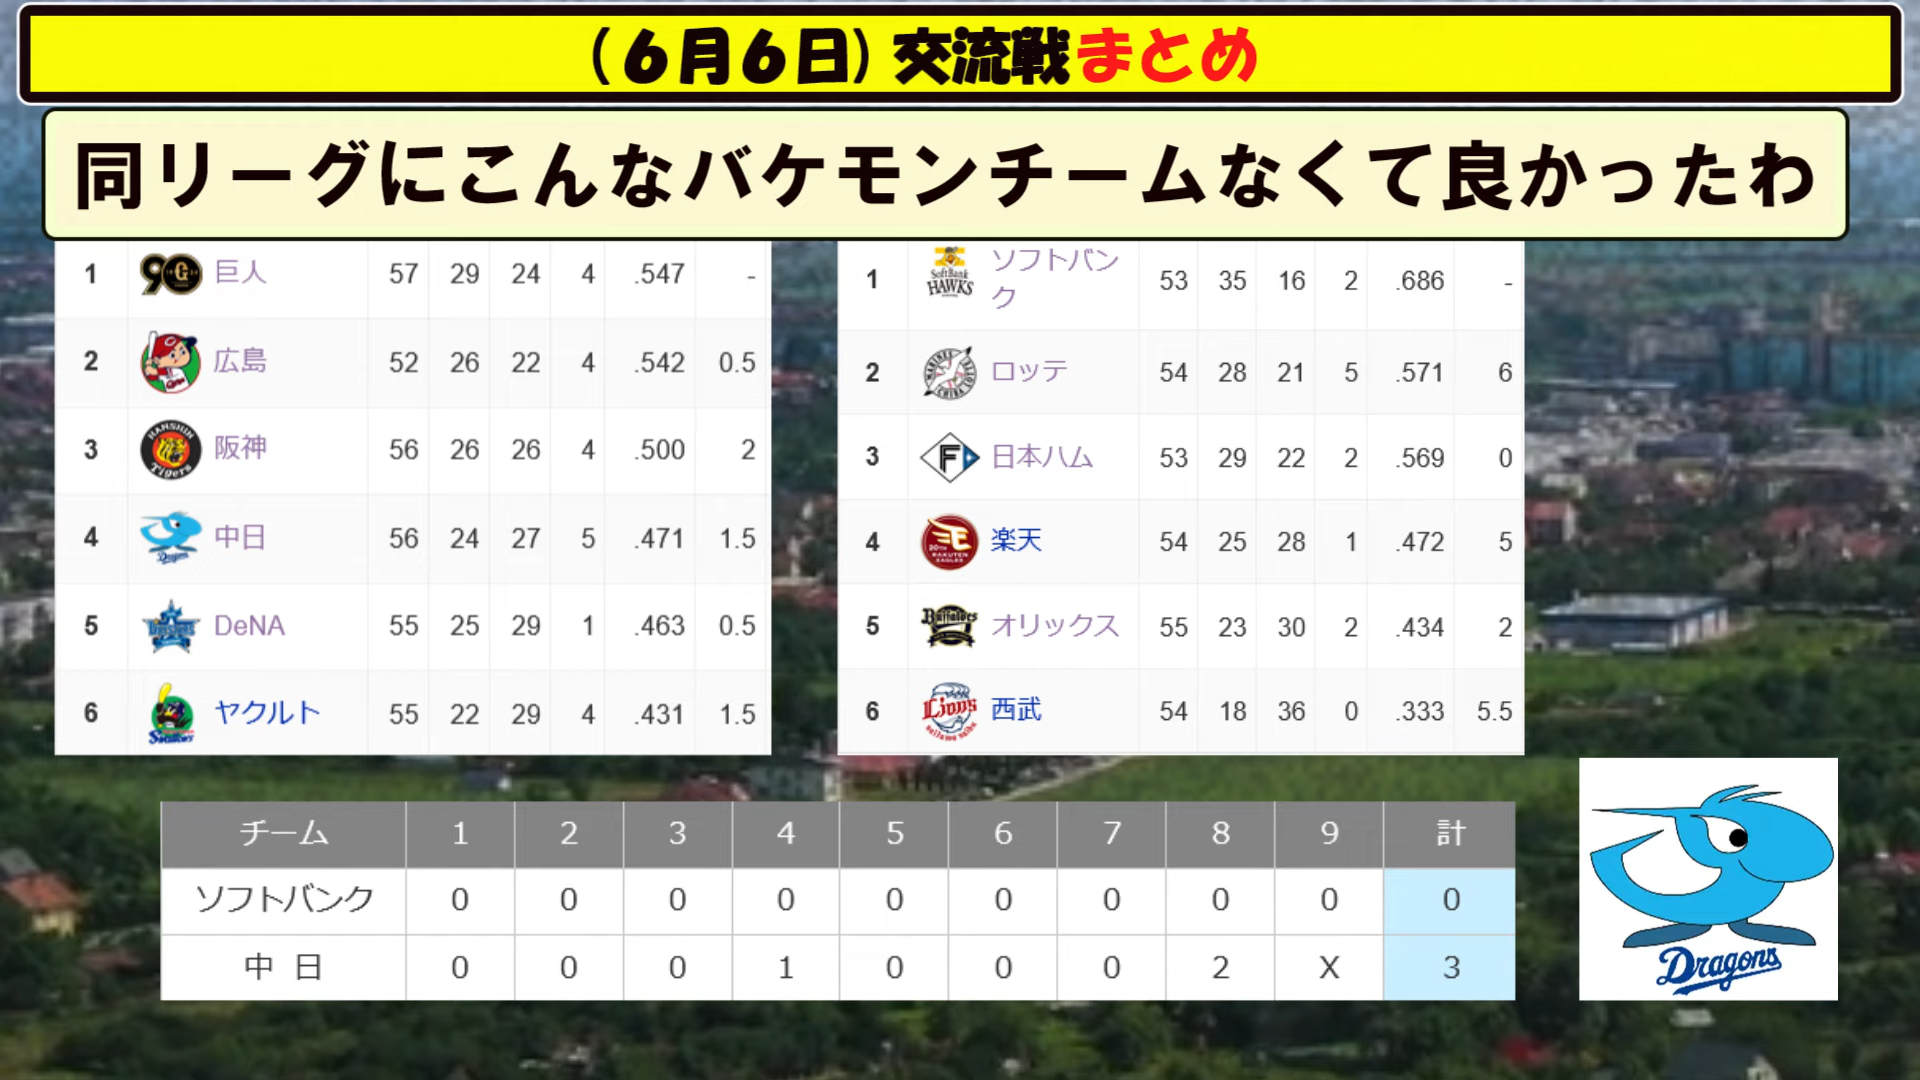 (6月6日)交流戦まとめ
同リーグにこんなバケモンチームなくて良かったわ
1 巨人 57 29 24 4 .547 -
2 広島 52 26 22 4 .542 0.5
3 HANSHIN Tigers 阪神 56 26 26 4 .500 2
4 Dragons 中日 56 24 27 5 .471 1.5
5 DeNA 55 25 29 1 .463 0.5
6 ヤクルト 55 22 29 4 .431 1.5
1 SoftBank HAWKS ソフトバンク 53 35 16 2 .686 -
2 ロッテ 54 28 21 5 .571 6
3 F 日本ハム 53 29 22 2 .569 0
4 楽天 54 25 28 1 .472 5
5 Buffaloes オリックス 55 23 30 2 .434 2
6 Lions 西武 54 18 36 0 .333 5.5
チーム 1 2 3 4 5 6 7 8 9 計
ソフトバンク 0 0 0 0 0 0 0 0 0 0
中日 0 0 0 1 0 0 0 2 X 3
Dragons